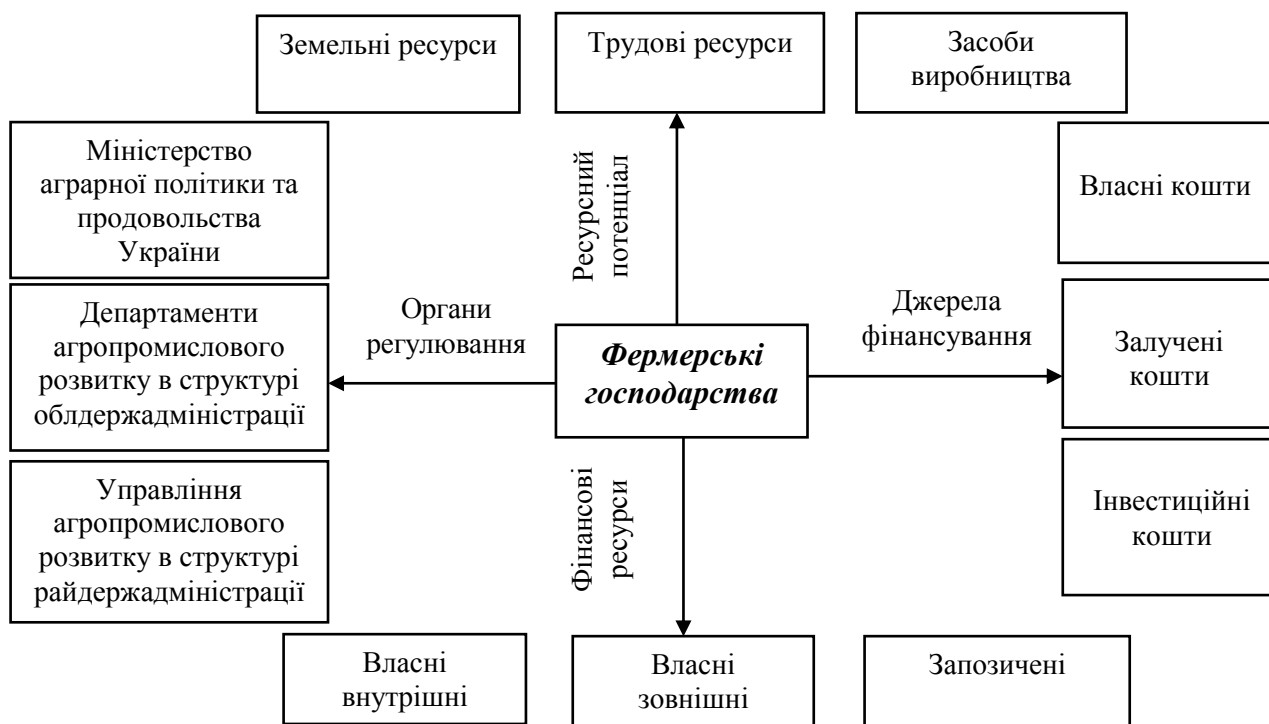 Земельні ресурси
Трудові ресурси
Засоби
виробництва
Міністерство
аграрної політики та
продовольства
України
Ресурсний
потенціал
Власні кошти
Департаменти
агропромислового
розвитку в структурі
облдержадміністрації
Органи
регулювання
Фермерські
господарства
Джерела
фінансування
Залучені
кошти
Управління
агропромислового
розвитку в структурі
райдержадміністрації
Фінансові
ресурси
Інвестиційні
кошти
Власні
внутрішні
Власні
зовнішні
Запозичені